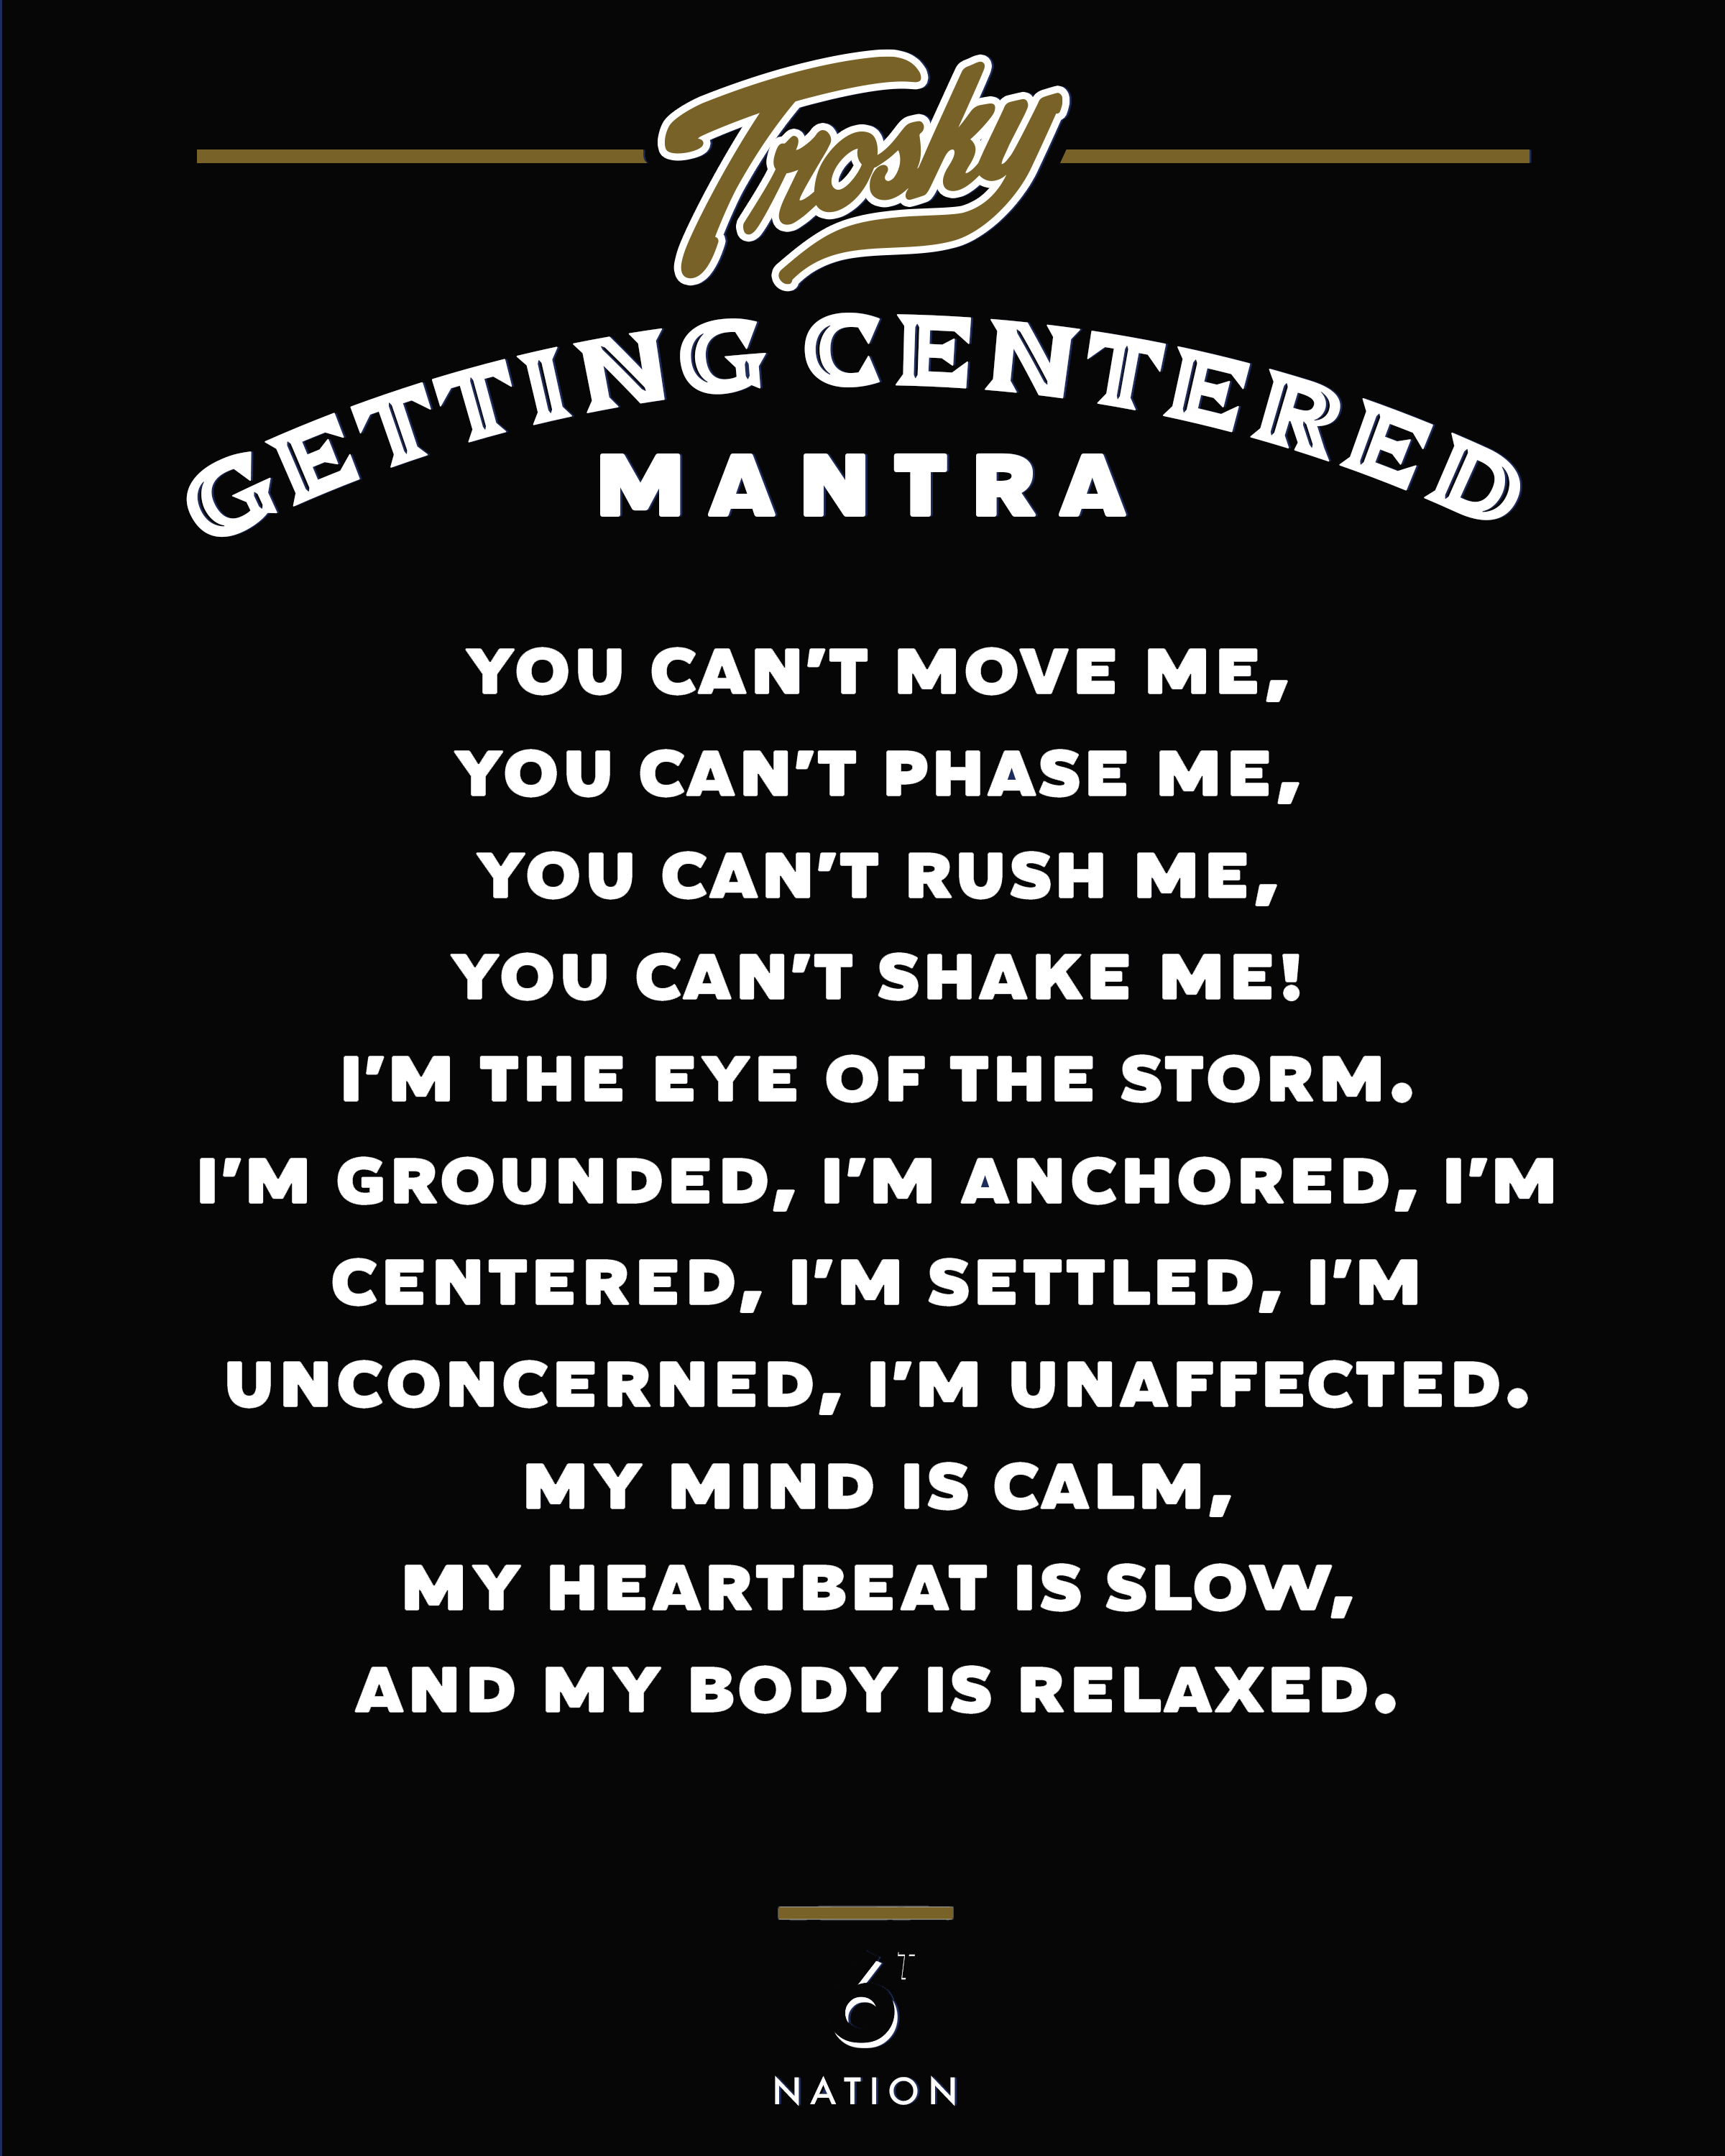 Trosky
GETTING CENTERED
MANTRA
YOU CAN'T MOVE ME,
YOU CAN'T PHASE ME,
YOU CAN'T RUSH ME,
YOU CAN'T SHAKE ME!
I'M THE EYE OF THE STORM.
I'M GROUNDED, I'M ANCHORED, I'M
CENTERED, I'M SETTLED, I'M
UNCONCERNED, I'M UNAFFECTED.
MY MIND IS CALM,
MY HEARTBEAT IS SLOW,
AND MY BODY IS RELAXED.
6T
NATION